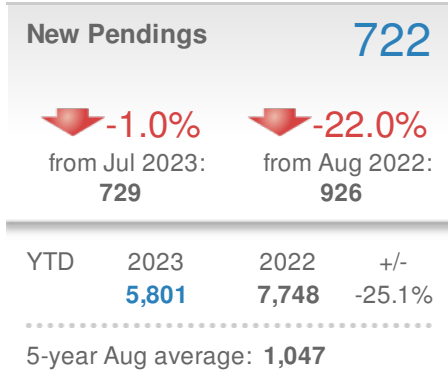 New Pendings 722
-1.0% -22.0%
from Jul 2023: from Aug 2022:
729 926
YTD 2023 2022 +/-
5,801 7,748 -25.1%
5-year Aug average: 1,047